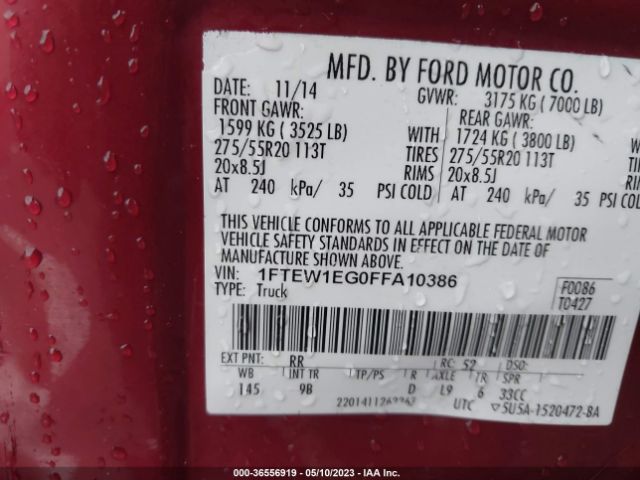 MFD. BY FORD MOTOR CO.
DATE: 11/14 GVWR: 3175 KG ( 7000 LB)
FRONT GAWR: REAR GAWR:
1599 KG ( 3525 LB) WITH 1724 KG ( 3800 LB) WITH
275/55R20 113T TIRES 275/55R20 113T TIRES
20x8.5J RIMS 20x8.5J RIMS
AT 240 kPa/ 35 PSI COLD AT 240 kPa/ 35 PSI COLD
THIS VEHICLE CONFORMS TO ALL APPLICABLE FEDERAL MOTOR
VEHICLE SAFETY STANDARDS IN EFFECT ON THE DATE OF
MANUFACTURE SHOWN ABOVE.
VIN: 1FTEW1EG0FFA10386 F0086
TYPE: Truck T0427
EXT PNT: RR RC: 52 DSO:
WB INT TR TP/PS R AXLE TR SPR
145 9B D L9 6 33CC
UTC ▽5U5A-1520472-BA
000-36556919 - 05/10/2023 - IAA Inc.